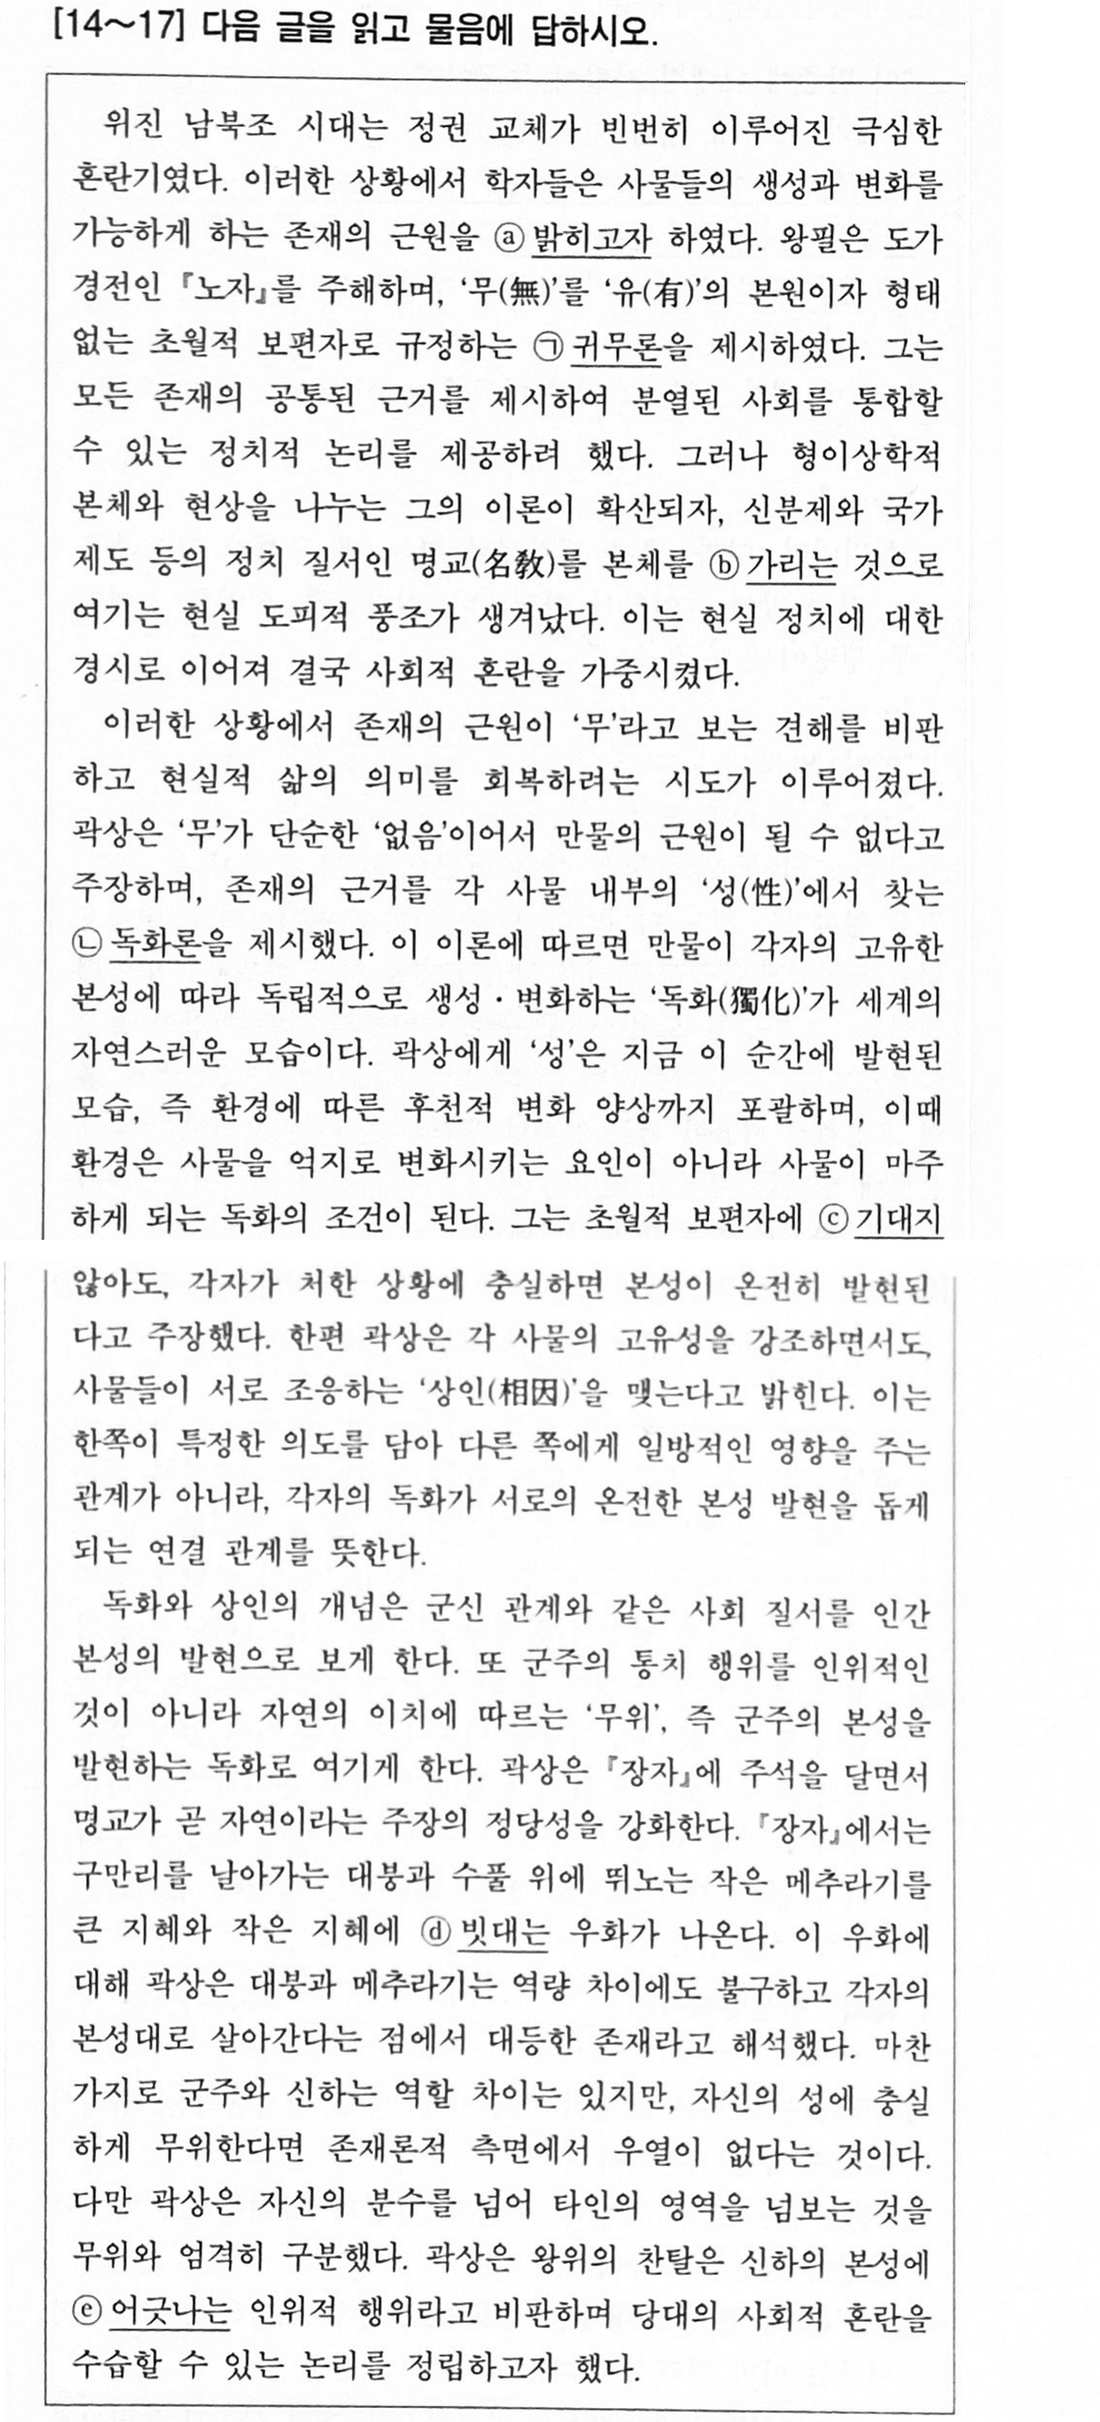 [14~17] 다음 글을 읽고 물음에 답하시오.
위진 남북조 시대는 정권 교체가 빈번히 이루어진 극심한
혼란기였다. 이러한 상황에서 학자들은 사물들의 생성과 변화를
가능하게 하는 존재의 근원을 ⓐ밝히고자 하였다. 왕필은 도가
경전인 『노자』를 주해하며, ‘무(無)’를 ‘유(有)’의 본원이자 형태
없는 초월적 보편자로 규정하는 ㉠귀무론을 제시하였다. 그는
모든 존재의 공통된 근거를 제시하여 분열된 사회를 통합할
수 있는 정치적 논리를 제공하려 했다. 그러나 형이상학적
본체와 현상을 나누는 그의 이론이 확산되자, 신분제와 국가
제도 등의 정치 질서인 명교(名敎)를 본체를 ⓑ가리는 것으로
여기는 현실 도피적 풍조가 생겨났다. 이는 현실 정치에 대한
경시로 이어져 결국 사회적 혼란을 가중시켰다.
이러한 상황에서 존재의 근원이 ‘무’라고 보는 견해를 비판
하고 현실적 삶의 의미를 회복하려는 시도가 이루어졌다.
곽상은 ‘무’가 단순한 ‘없음’이어서 만물의 근원이 될 수 없다고
주장하며, 존재의 근거를 각 사물 내부의 ‘성(性)’에서 찾는
㉡독화론을 제시했다. 이 이론에 따르면 만물이 각자의 고유한
본성에 따라 독립적으로 생성・변화하는 ‘독화(獨化)’가 세계의
자연스러운 모습이다. 곽상에게 ‘성’은 지금 이 순간에 발현된
모습, 즉 환경에 따른 후천적 변화 양상까지 포괄하며, 이때
환경은 사물을 억지로 변화시키는 요인이 아니라 사물이 마주
하게 되는 독화의 조건이 된다. 그는 초월적 보편자에 ⓒ기대지
않아도, 각자가 처한 상황에 충실하면 본성이 온전히 발현된
다고 주장했다. 한편 곽상은 각 사물의 고유성을 강조하면서도,
사물들이 서로 조응하는 ‘상인(相因)’을 맺는다고 밝힌다. 이는
한쪽이 특정한 의도를 담아 다른 쪽에게 일방적인 영향을 주는
관계가 아니라, 각자의 독화가 서로의 온전한 본성 발현을 돕게
되는 연결 관계를 뜻한다.
독화와 상인의 개념은 군신 관계와 같은 사회 질서를 인간
본성의 발현으로 보게 한다. 또 군주의 통치 행위를 인위적인
것이 아니라 자연의 이치에 따르는 ‘무위’, 즉 군주의 본성을
발현하는 독화로 여기게 한다. 곽상은 『장자』에 주석을 달면서
명교가 곧 자연이라는 주장의 정당성을 강화한다. 『장자』에서는
구만리를 날아가는 대붕과 수풀 위에 뛰노는 작은 메추라기를
큰 지혜와 작은 지혜에 ⓓ빗대는 우화가 나온다. 이 우화에
대해 곽상은 대붕과 메추라기는 역량 차이에도 불구하고 각자의
본성대로 살아간다는 점에서 대등한 존재라고 해석했다. 마찬
가지로 군주와 신하는 역할 차이는 있지만, 자신의 성에 충실
하게 무위한다면 존재론적 측면에서 우열이 없다는 것이다.
다만 곽상은 자신의 분수를 넘어 타인의 영역을 넘보는 것을
무위와 엄격히 구분했다. 곽상은 왕위의 찬탈은 신하의 본성에
ⓔ어긋나는 인위적 행위라고 비판하며 당대의 사회적 혼란을
수습할 수 있는 논리를 정립하고자 했다.